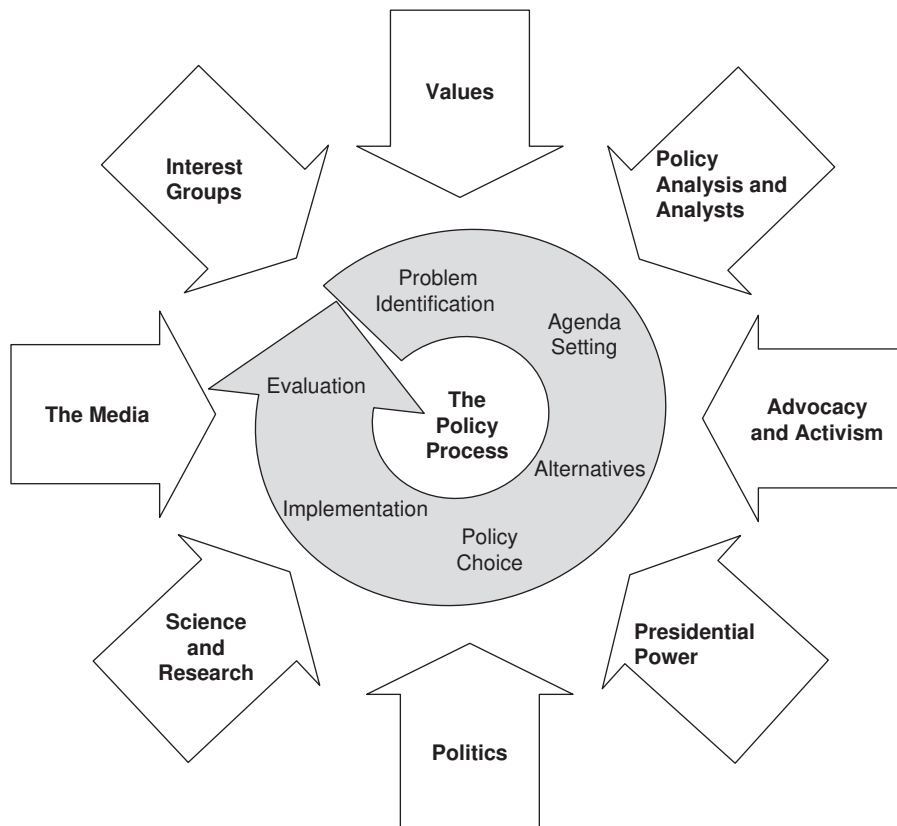 Values
Interest
Groups
Policy
Analysis and
Analysts
Problem
Identification
Agenda
Setting
Evaluation
The Media
The
Policy
Process
Advocacy
and Activism
Alternatives
Implementation
Policy
Choice
Science
and
Research
Presidential
Power
Politics